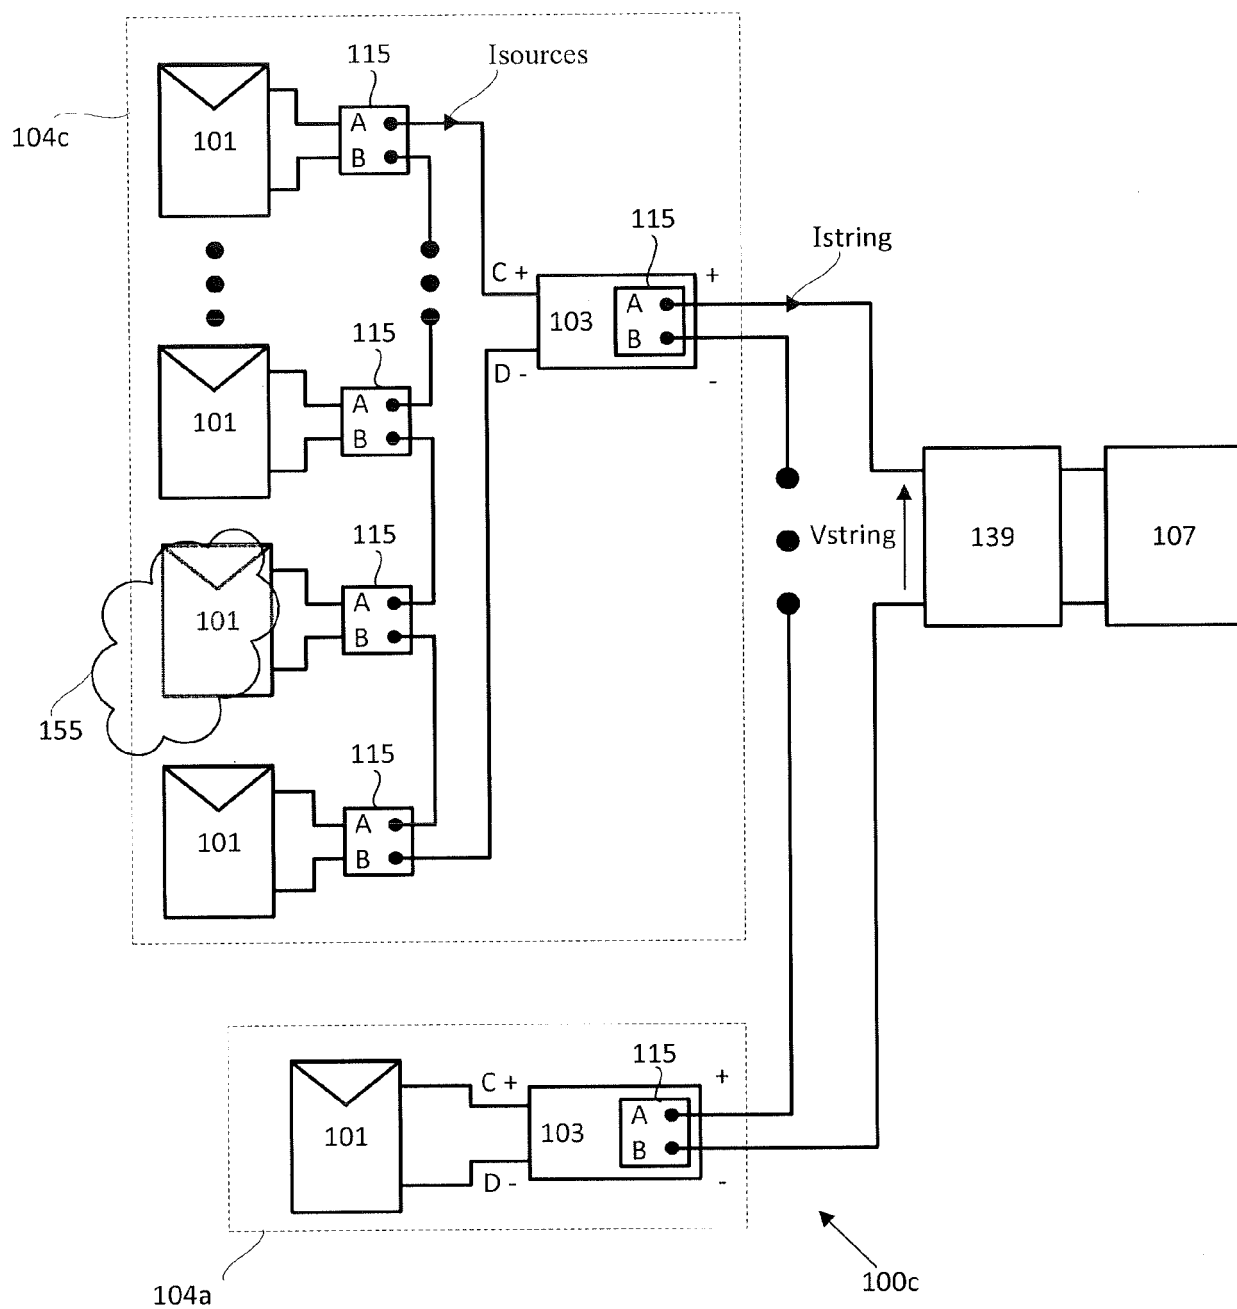 115
Isources
A
B
101
104c
115
Istring
C +
+
A
B
103
D -
-
115
A
B
101
Vstring
139
107
115
A
B
101
155
115
A
B
101
115
C +
+
A
B
101
103
D -
-
104a
100c